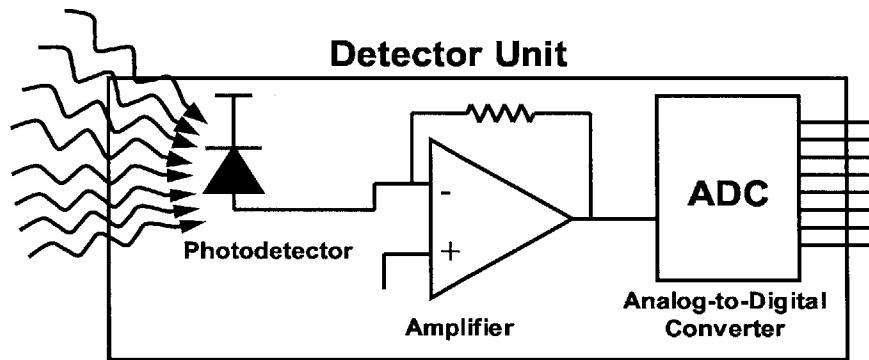 Detector Unit
-
+
ADC
Photodetector
Amplifier
Analog-to-Digital
Converter